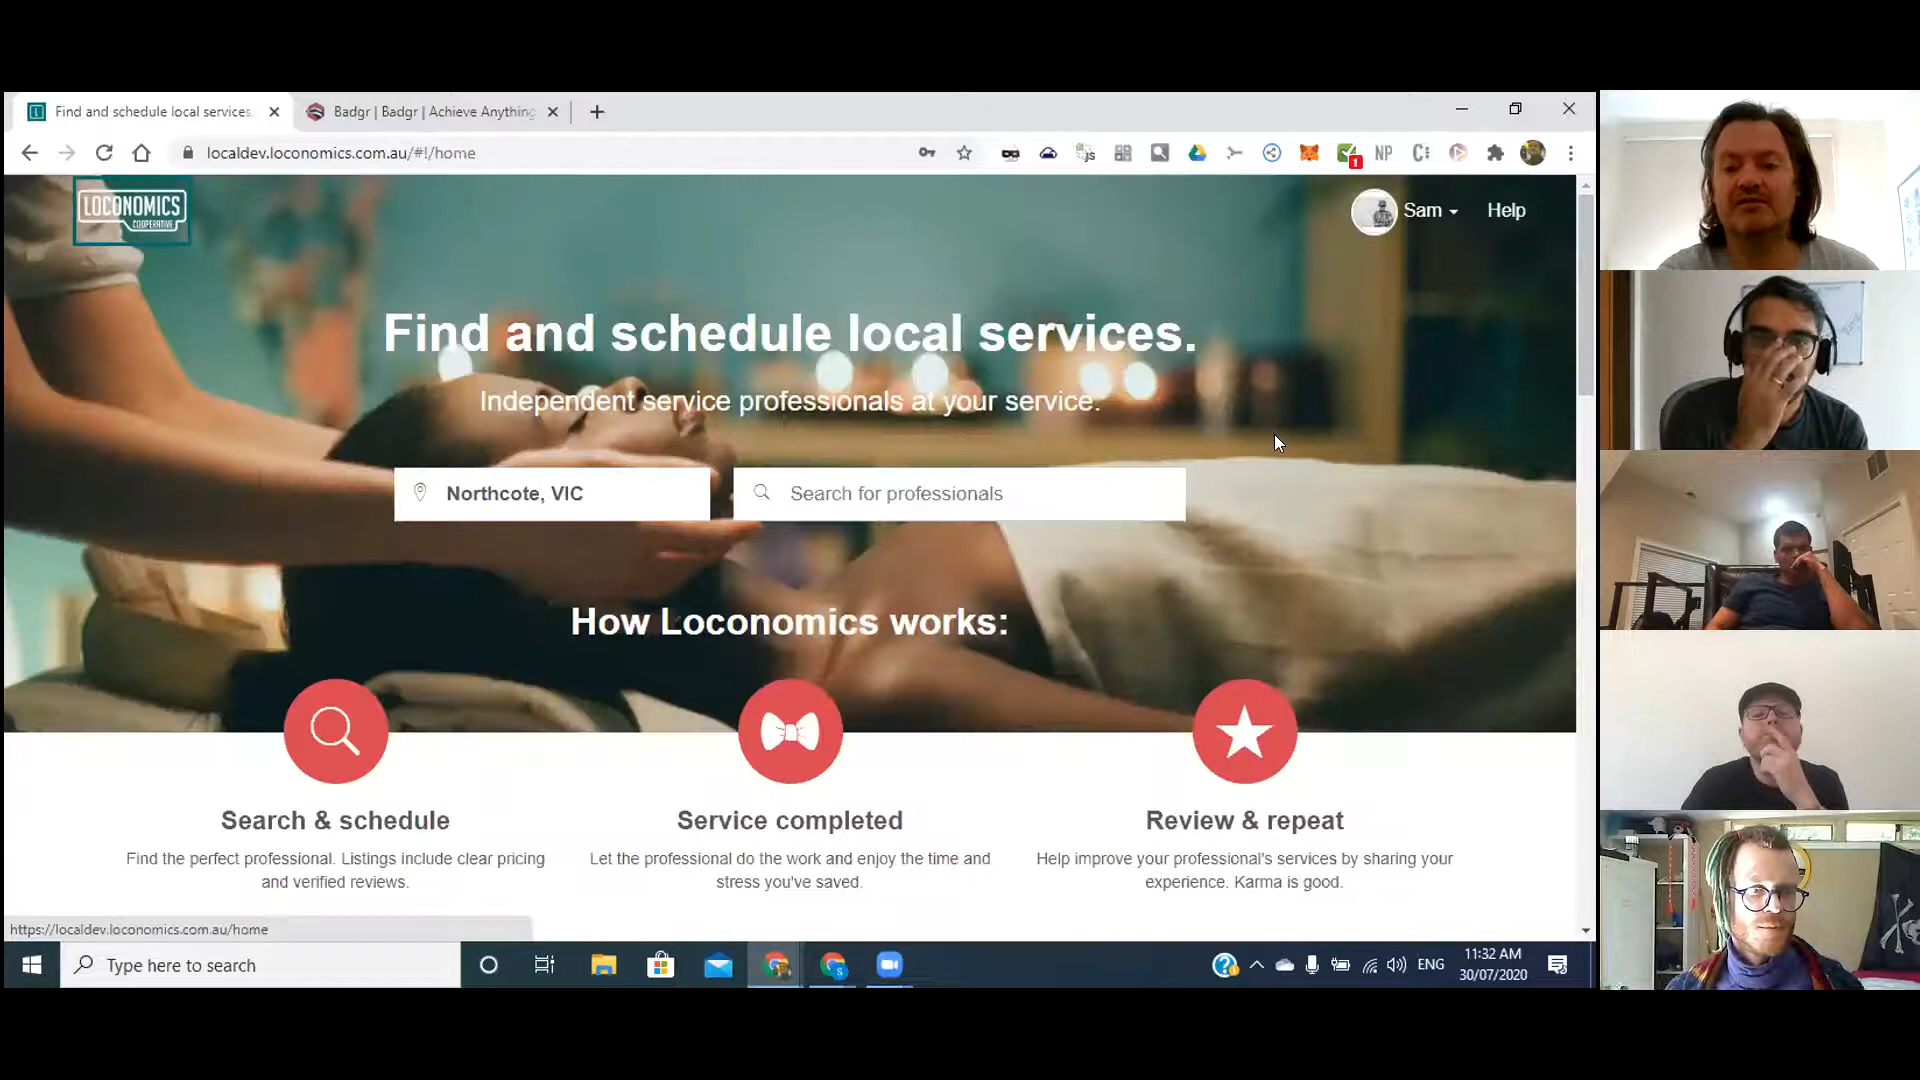 Find and schedule local services.
Badgr | Badgr | Achieve Anything
localdev.loconomics.com.au/#!/home
js
1
NP
LOCONOMICS
COOPERATIVE
Sam
Help
Find and schedule local services.
Independent service professionals at your service.
Northcote, VIC
Search for professionals
How Loconomics works:
Search & schedule
Find the perfect professional. Listings include clear pricing
and verified reviews.
Service completed
Let the professional do the work and enjoy the time and
stress you've saved.
Review & repeat
Help improve your professional's services by sharing your
experience. Karma is good.
https://localdev.loconomics.com.au/home
Type here to search
ENG
11:32 AM
30/07/2020